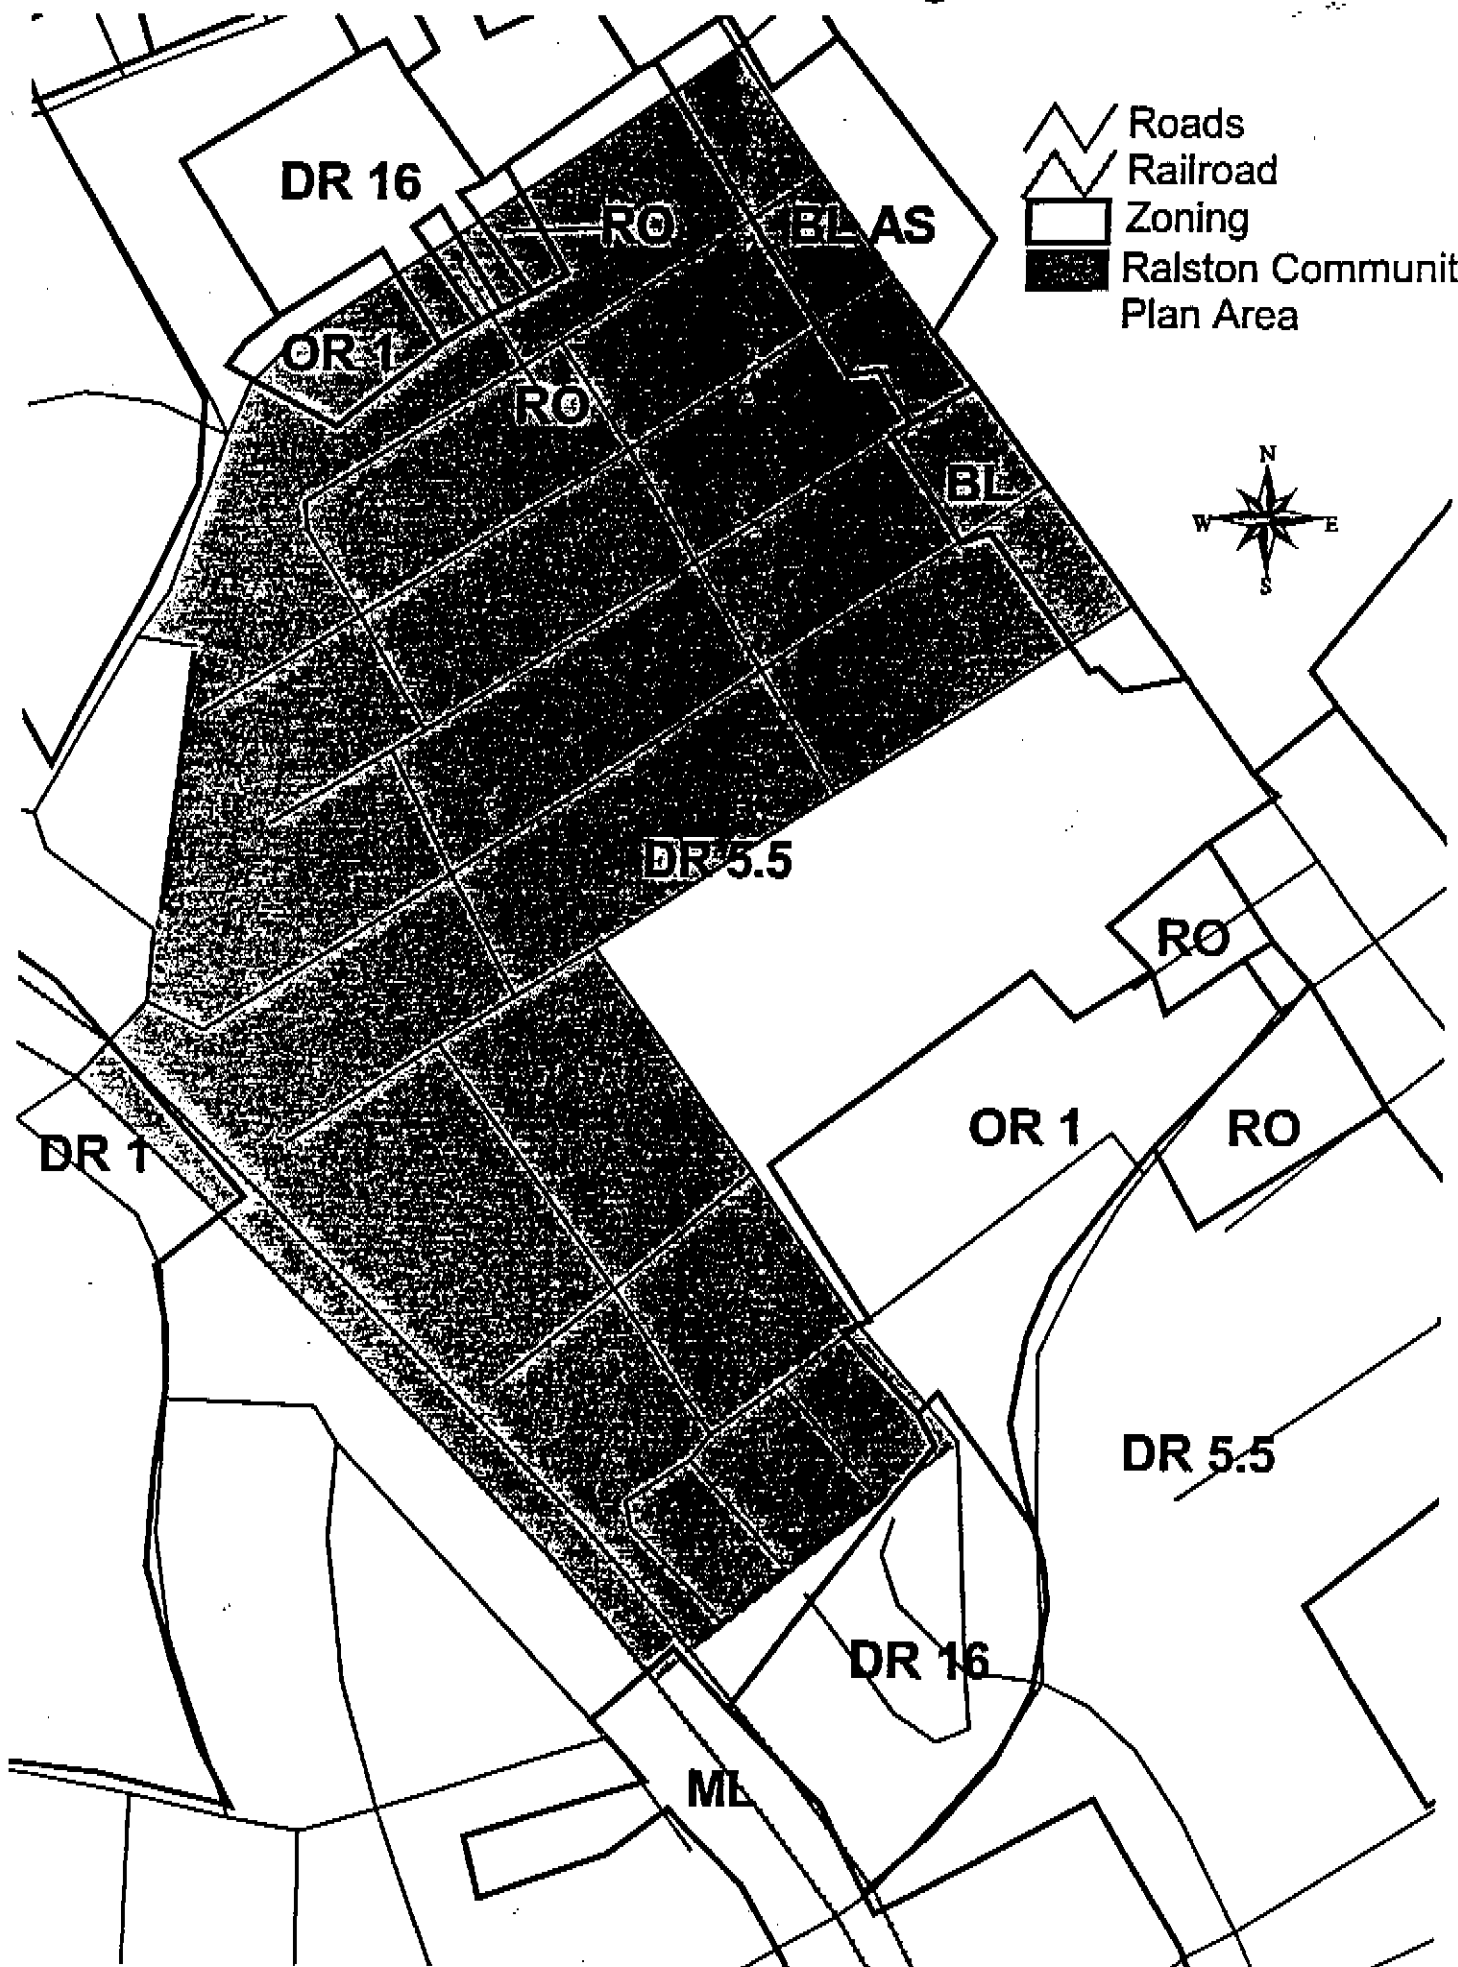 Roads
Railroad
Zoning
Ralston Communit
Plan Area
DR 16
RO
BL AS
OR 1
RO
BL
N
W
E
S
DR 5.5
RO
OR 1
RO
DR 1
DR 5.5
DR 16
ML